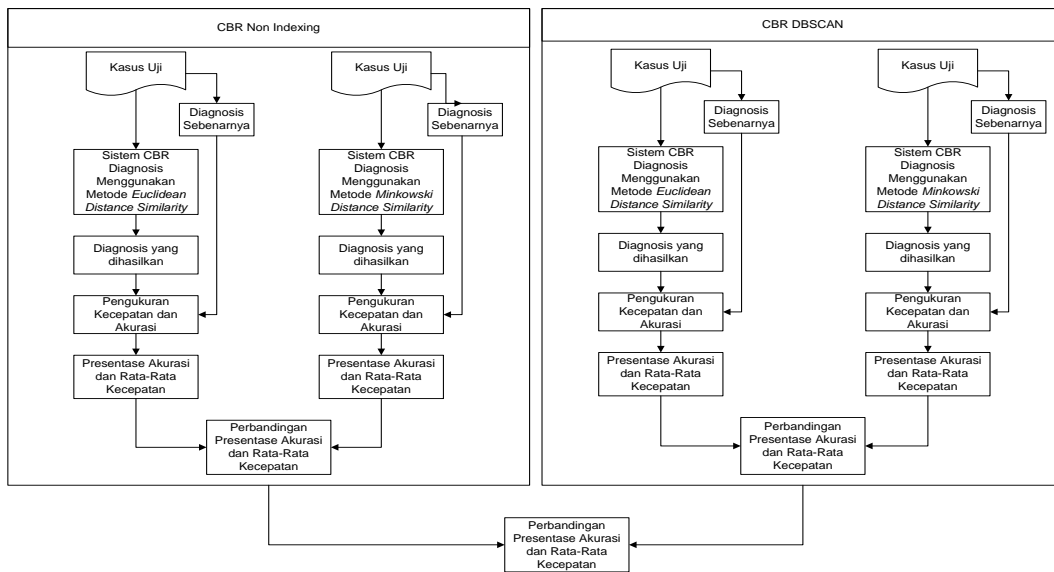 CBR Non Indexing
Kasus Uji
Diagnosis
Sebenarnya
Sistem CBR
Diagnosis
Menggunakan
Metode Euclidean
Distance Similarity
Diagnosis yang
dihasilkan
Pengukuran
Kecepatan dan
Akurasi
Presentase Akurasi
dan Rata-Rata
Kecepatan
Kasus Uji
Diagnosis
Sebenarnya
Sistem CBR
Diagnosis
Menggunakan
Metode Minkowski
Distance Similarity
Diagnosis yang
dihasilkan
Pengukuran
Kecepatan dan
Akurasi
Presentase Akurasi
dan Rata-Rata
Kecepatan
Perbandingan
Presentase Akurasi
dan Rata-Rata
Kecepatan
CBR DBSCAN
Kasus Uji
Diagnosis
Sebenarnya
Sistem CBR
Diagnosis
Menggunakan
Metode Euclidean
Distance Similarity
Diagnosis yang
dihasilkan
Pengukuran
Kecepatan dan
Akurasi
Presentase Akurasi
dan Rata-Rata
Kecepatan
Kasus Uji
Diagnosis
Sebenarnya
Sistem CBR
Diagnosis
Menggunakan
Metode Minkowski
Distance Similarity
Diagnosis yang
dihasilkan
Pengukuran
Kecepatan dan
Akurasi
Presentase Akurasi
dan Rata-Rata
Kecepatan
Perbandingan
Presentase Akurasi
dan Rata-Rata
Kecepatan
Perbandingan
Presentase Akurasi
dan Rata-Rata
Kecepatan